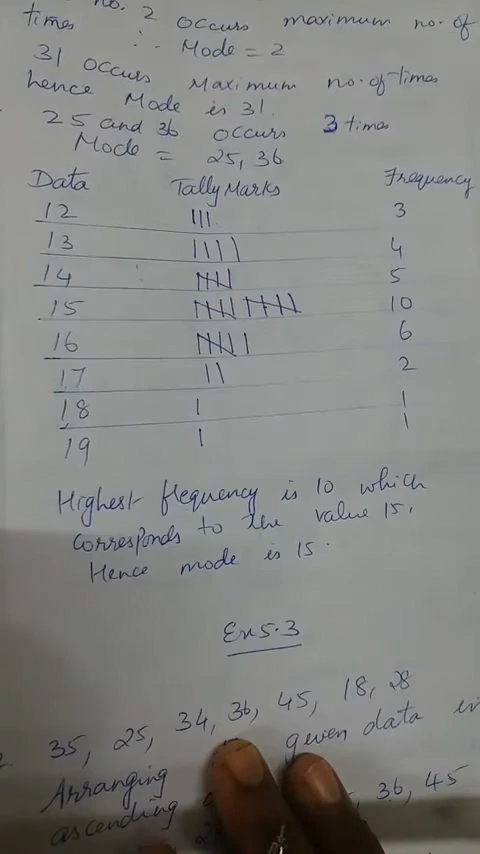 no. 2 occurs maximum no. of
times ∴ Mode = 2
31 occurs Maximum no. of times
hence Mode is 31.
25 and 36 occurs 3 times
Mode = 25, 36
Data Tally Marks Frequency
12 ||| 3
13 |||| 4
14 5
15 10
16 6
17 || 2
18 | 1
19 | 1
Highest frequency is 10 which
corresponds to the value 15.
Hence mode is 15.
Ex 5.3
35, 25, 34, 36, 45, 18, 28
Arranging given data in
ascending 36, 45